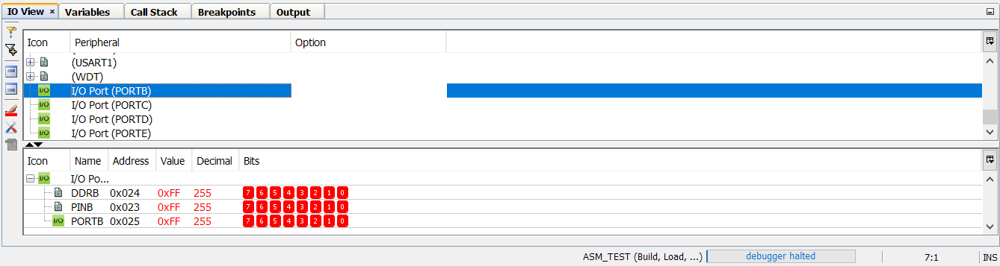 IO View × Variables Call Stack Breakpoints Output
Icon Peripheral Option
(USART1)
(WDT)
I/O I/O Port (PORTB)
I/O I/O Port (PORTC)
I/O I/O Port (PORTD)
I/O I/O Port (PORTE)
Icon Name Address Value Decimal Bits
I/O I/O Po...
DDRB 0x024 0xFF 255 7 6 5 4 3 2 1 0
PINB 0x023 0xFF 255 7 6 5 4 3 2 1 0
I/O PORTB 0x025 0xFF 255 7 6 5 4 3 2 1 0
ASM_TEST (Build, Load, ...) debugger halted 7:1 INS